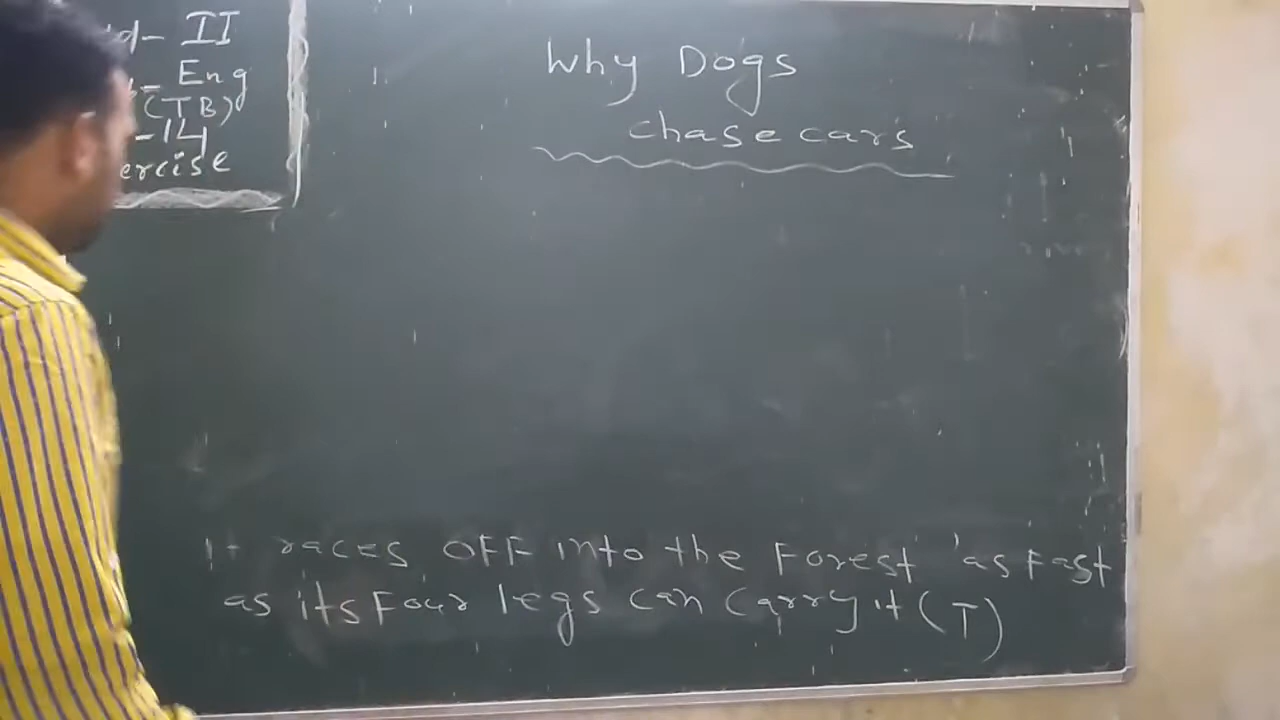 d- II
- Eng
(TB)
-14
ercise
Why Dogs
chase cars
It races OFF into the Forest 'as Fast
as its Four legs can carry it (T)